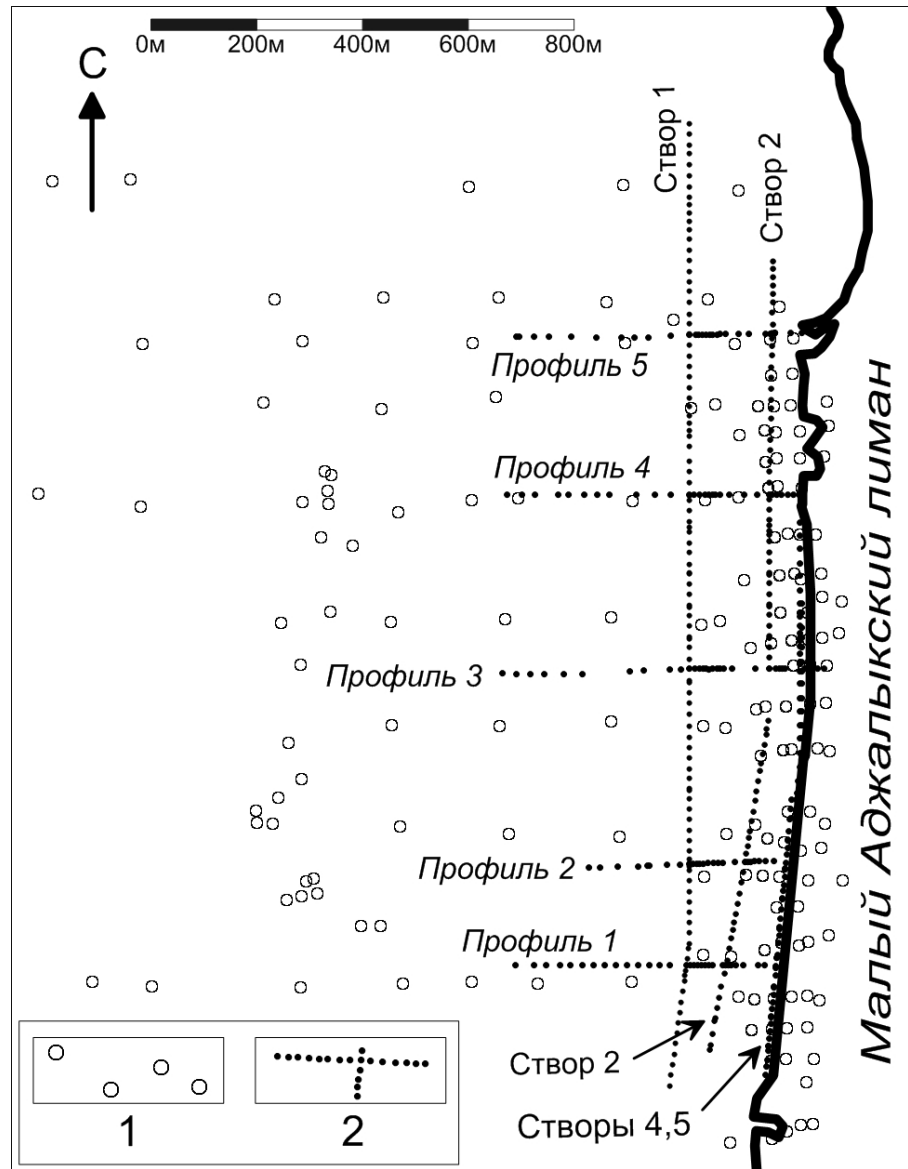 0м 200м 400м 600м 800м
С
Створ 1
Створ 2
Профиль 5
Профиль 4
Профиль 3
Профиль 2
Профиль 1
Малый Аджалыкский лиман
Створ 2
Створы 4,5
1 2